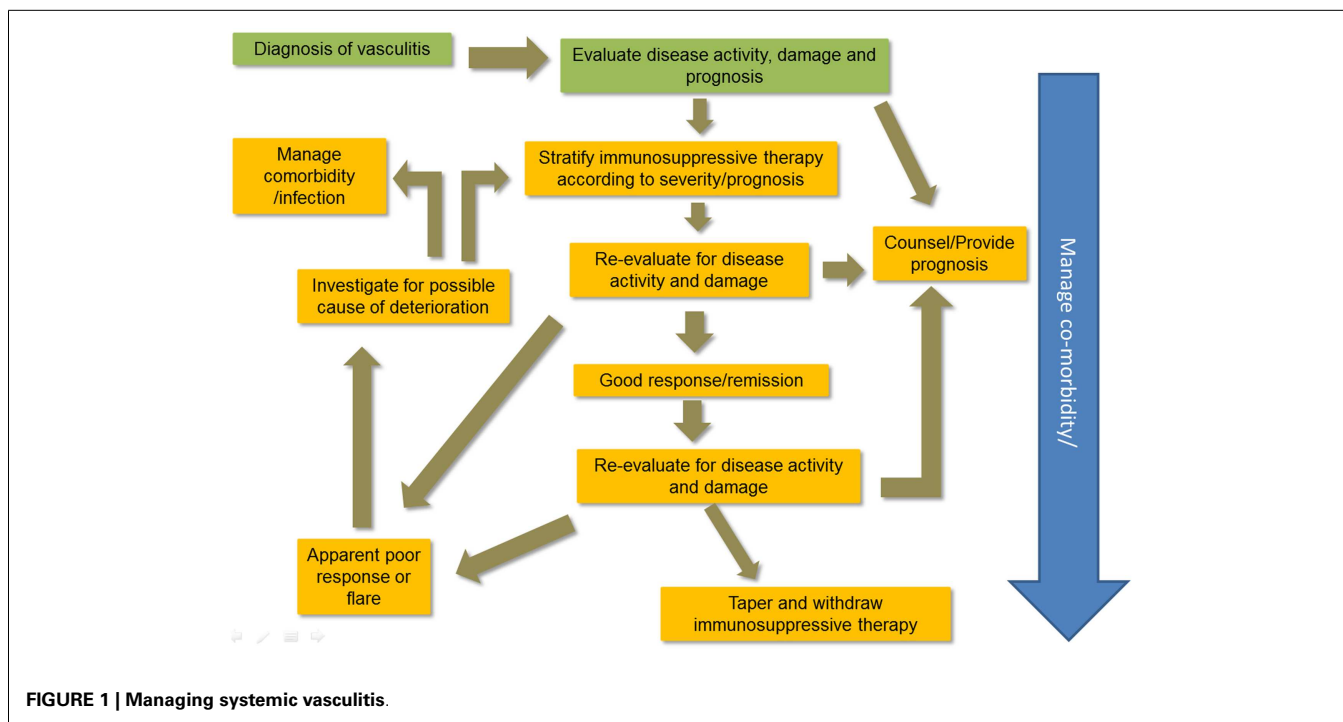 Diagnosis of vasculitis
Evaluate disease activity, damage and
prognosis
Manage
comorbidity
/infection
Stratify immunosuppressive therapy
according to severity/prognosis
Counsel/Provide
prognosis
Re-evaluate for disease
activity and damage
Investigate for possible
cause of deterioration
Good response/remission
Re-evaluate for disease activity
and damage
Apparent poor
response or
flare
Taper and withdraw
immunosuppressive therapy
Manage co-morbidity/
FIGURE 1 | Managing systemic vasculitis.